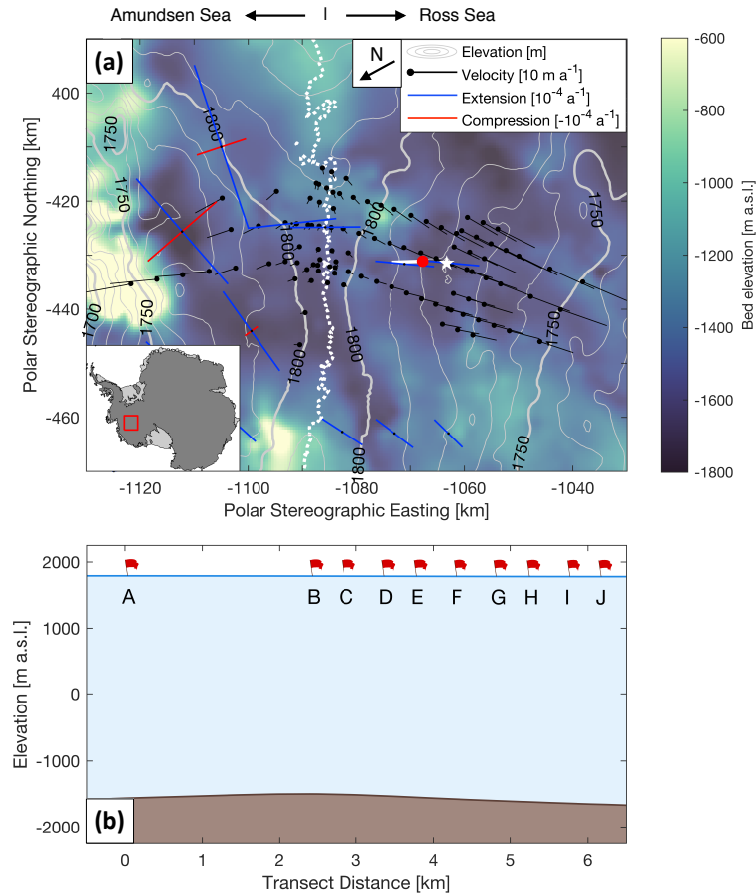 Amundsen Sea I Ross Sea
(a)
N
Elevation [m]
Velocity [10 m a⁻¹]
Extension [10⁻⁴ a⁻¹]
Compression [-10⁻⁴ a⁻¹]
-600
-800
-1000
-1200
-1400
-1600
-1800
Bed elevation [m a.s.l.]
Polar Stereographic Northing [km]
-400
-420
-440
-460
1750
1800
1750
1800
1750
1800
1750
1700
1750
1800
1800
1800
1750
-1120
-1100
-1080
-1060
-1040
Polar Stereographic Easting [km]
Elevation [m a.s.l.]
2000
1000
0
-1000
-2000
A B C D E F G H I J
(b)
0 1 2 3 4 5 6
Transect Distance [km]